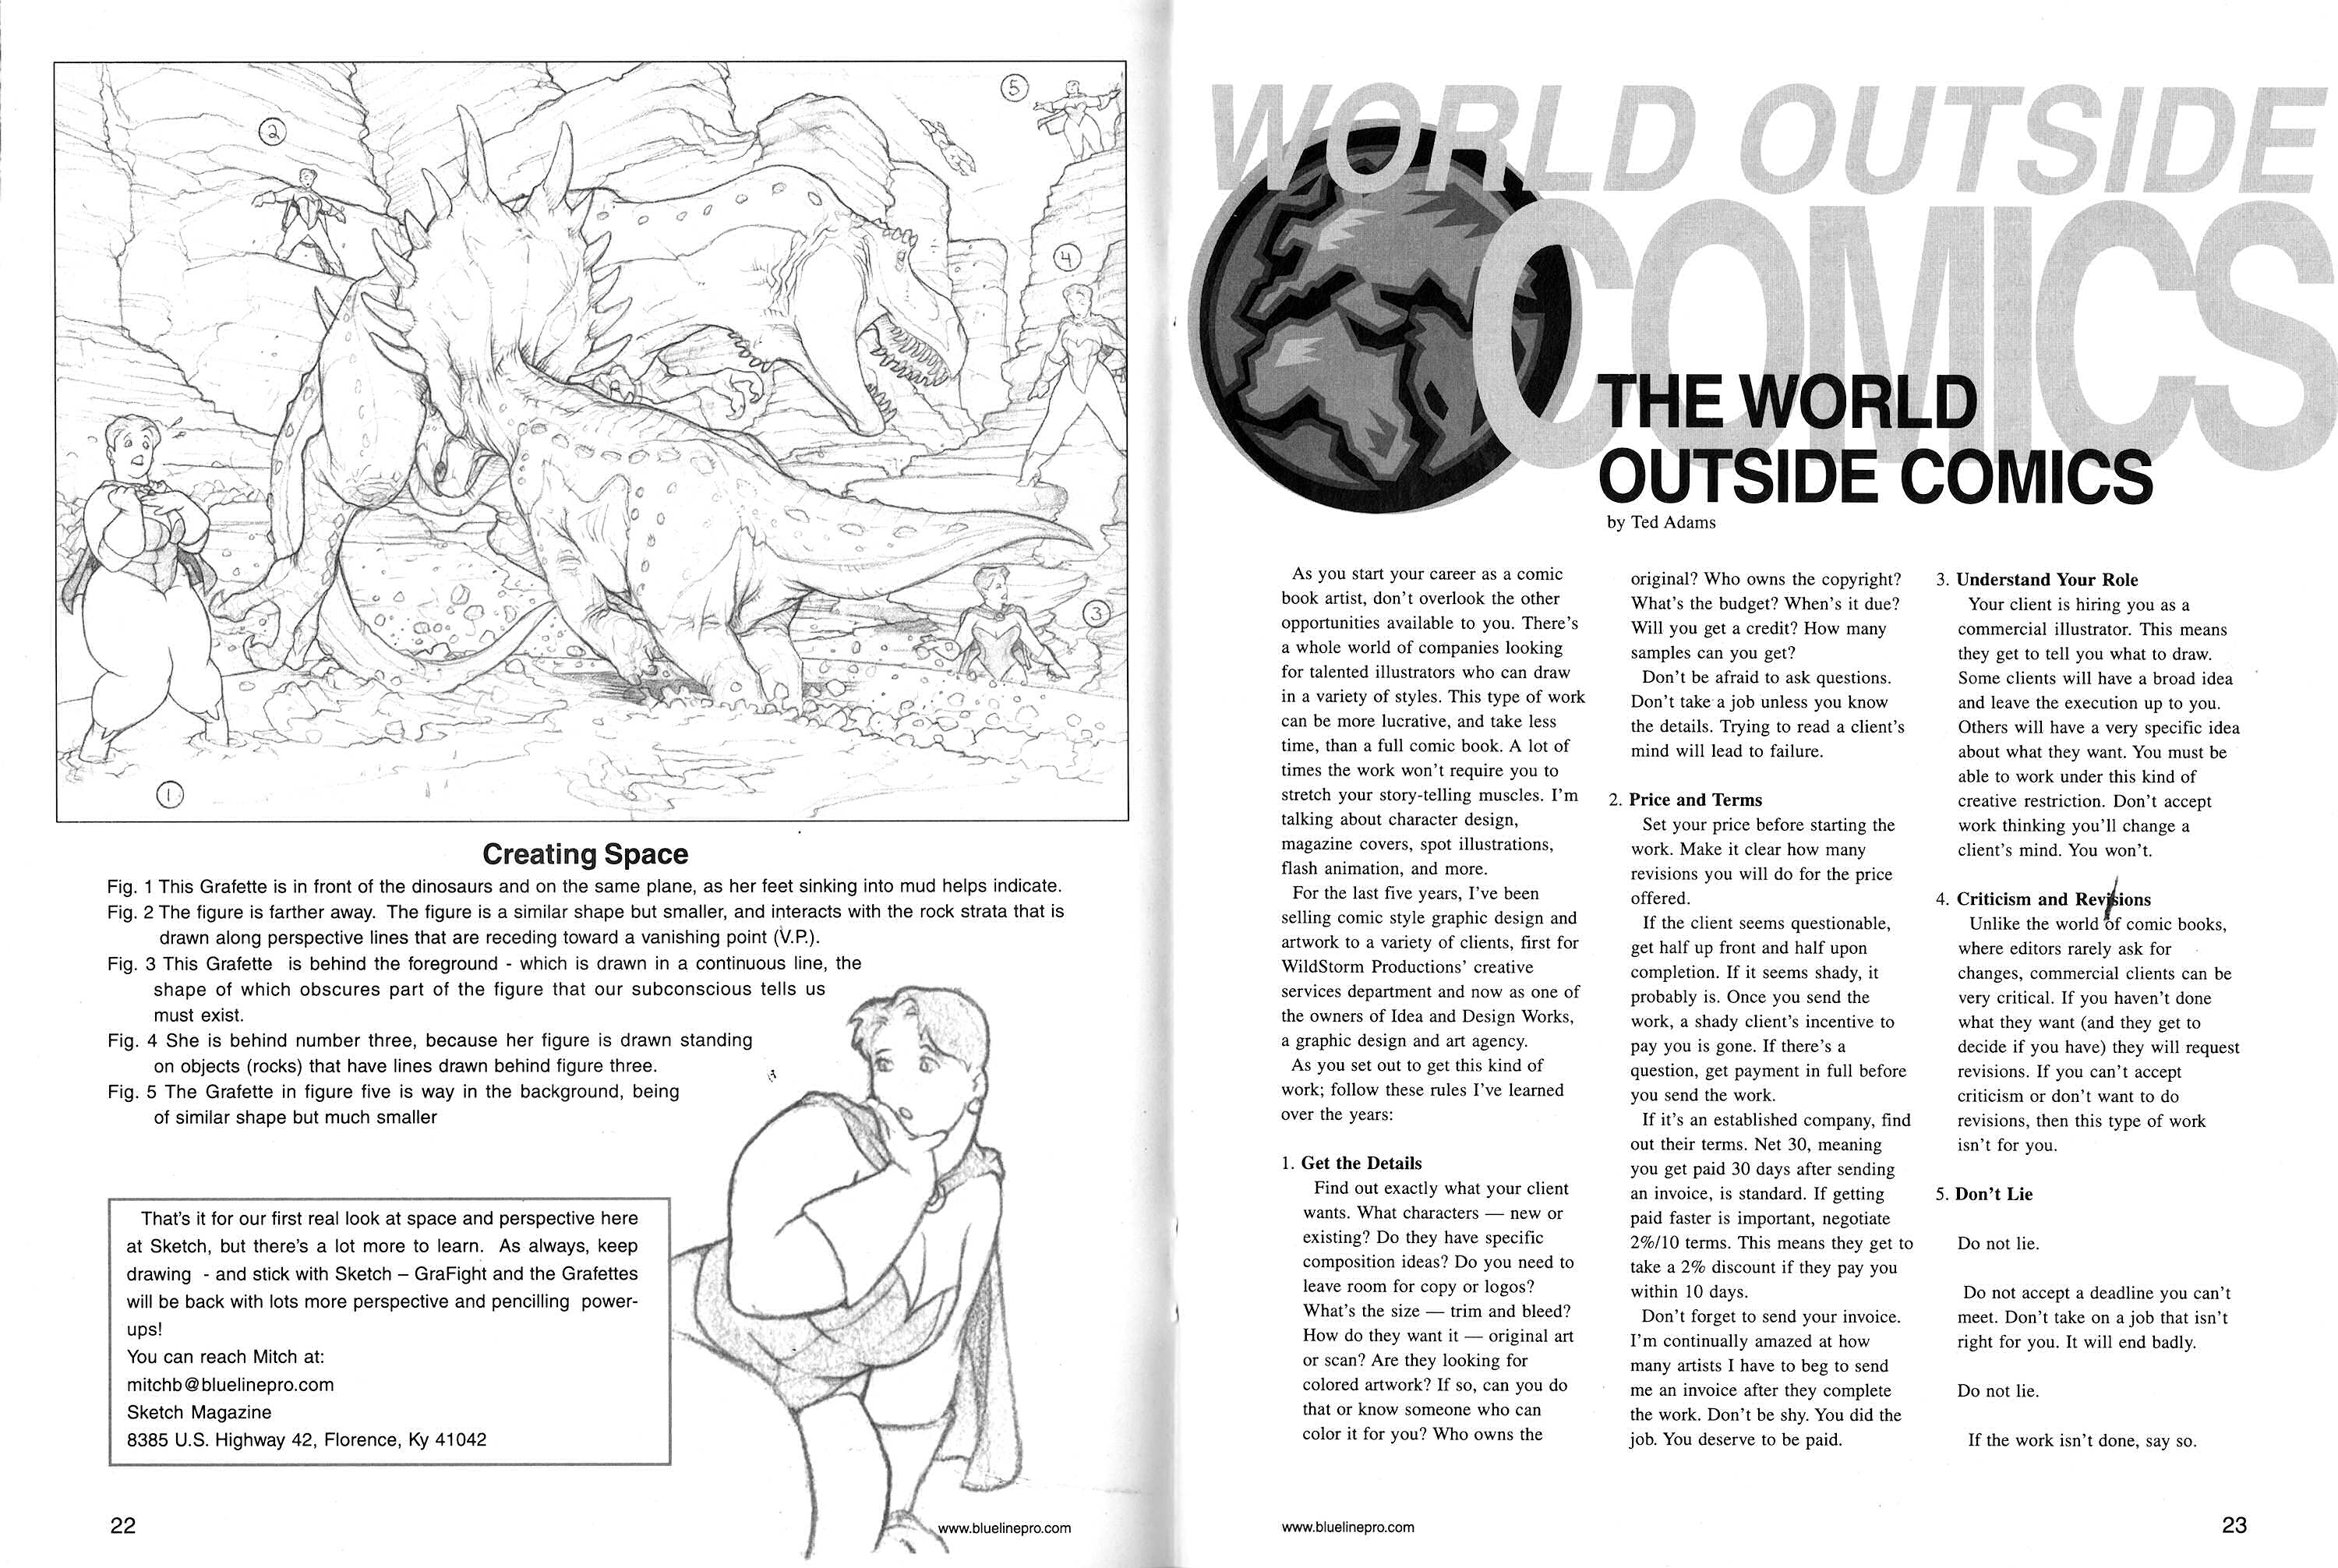 5
2
4
3
1
Creating Space
Fig. 1 This Grafette is in front of the dinosaurs and on the same plane, as her feet sinking into mud helps indicate.
Fig. 2 The figure is farther away. The figure is a similar shape but smaller, and interacts with the rock strata that is
drawn along perspective lines that are receding toward a vanishing point (V.P.).
Fig. 3 This Grafette is behind the foreground - which is drawn in a continuous line, the
shape of which obscures part of the figure that our subconscious tells us
must exist.
Fig. 4 She is behind number three, because her figure is drawn standing
on objects (rocks) that have lines drawn behind figure three.
Fig. 5 The Grafette in figure five is way in the background, being
of similar shape but much smaller
That's it for our first real look at space and perspective here
at Sketch, but there's a lot more to learn. As always, keep
drawing - and stick with Sketch – GraFight and the Grafettes
will be back with lots more perspective and pencilling power-
ups!
You can reach Mitch at:
mitchb@bluelinepro.com
Sketch Magazine
8385 U.S. Highway 42, Florence, Ky 41042
22
www.bluelinepro.com
WORLD OUTSIDE
COMICS
THE WORLD
OUTSIDE COMICS
by Ted Adams
As you start your career as a comic
book artist, don't overlook the other
opportunities available to you. There's
a whole world of companies looking
for talented illustrators who can draw
in a variety of styles. This type of work
can be more lucrative, and take less
time, than a full comic book. A lot of
times the work won't require you to
stretch your story-telling muscles. I'm
talking about character design,
magazine covers, spot illustrations,
flash animation, and more.
For the last five years, I've been
selling comic style graphic design and
artwork to a variety of clients, first for
WildStorm Productions' creative
services department and now as one of
the owners of Idea and Design Works,
a graphic design and art agency.
As you set out to get this kind of
work; follow these rules I've learned
over the years:
1. Get the Details
Find out exactly what your client
wants. What characters — new or
existing? Do they have specific
composition ideas? Do you need to
leave room for copy or logos?
What's the size — trim and bleed?
How do they want it — original art
or scan? Are they looking for
colored artwork? If so, can you do
that or know someone who can
color it for you? Who owns the
original? Who owns the copyright?
What's the budget? When's it due?
Will you get a credit? How many
samples can you get?
Don't be afraid to ask questions.
Don't take a job unless you know
the details. Trying to read a client's
mind will lead to failure.
2. Price and Terms
Set your price before starting the
work. Make it clear how many
revisions you will do for the price
offered.
If the client seems questionable,
get half up front and half upon
completion. If it seems shady, it
probably is. Once you send the
work, a shady client's incentive to
pay you is gone. If there's a
question, get payment in full before
you send the work.
If it's an established company, find
out their terms. Net 30, meaning
you get paid 30 days after sending
an invoice, is standard. If getting
paid faster is important, negotiate
2%/10 terms. This means they get to
take a 2% discount if they pay you
within 10 days.
Don't forget to send your invoice.
I'm continually amazed at how
many artists I have to beg to send
me an invoice after they complete
the work. Don't be shy. You did the
job. You deserve to be paid.
3. Understand Your Role
Your client is hiring you as a
commercial illustrator. This means
they get to tell you what to draw.
Some clients will have a broad idea
and leave the execution up to you.
Others will have a very specific idea
about what they want. You must be
able to work under this kind of
creative restriction. Don't accept
work thinking you'll change a
client's mind. You won't.
4. Criticism and Revisions
Unlike the world of comic books,
where editors rarely ask for
changes, commercial clients can be
very critical. If you haven't done
what they want (and they get to
decide if you have) they will request
revisions. If you can't accept
criticism or don't want to do
revisions, then this type of work
isn't for you.
5. Don't Lie
Do not lie.
Do not accept a deadline you can't
meet. Don't take on a job that isn't
right for you. It will end badly.
Do not lie.
If the work isn't done, say so.
www.bluelinepro.com
23